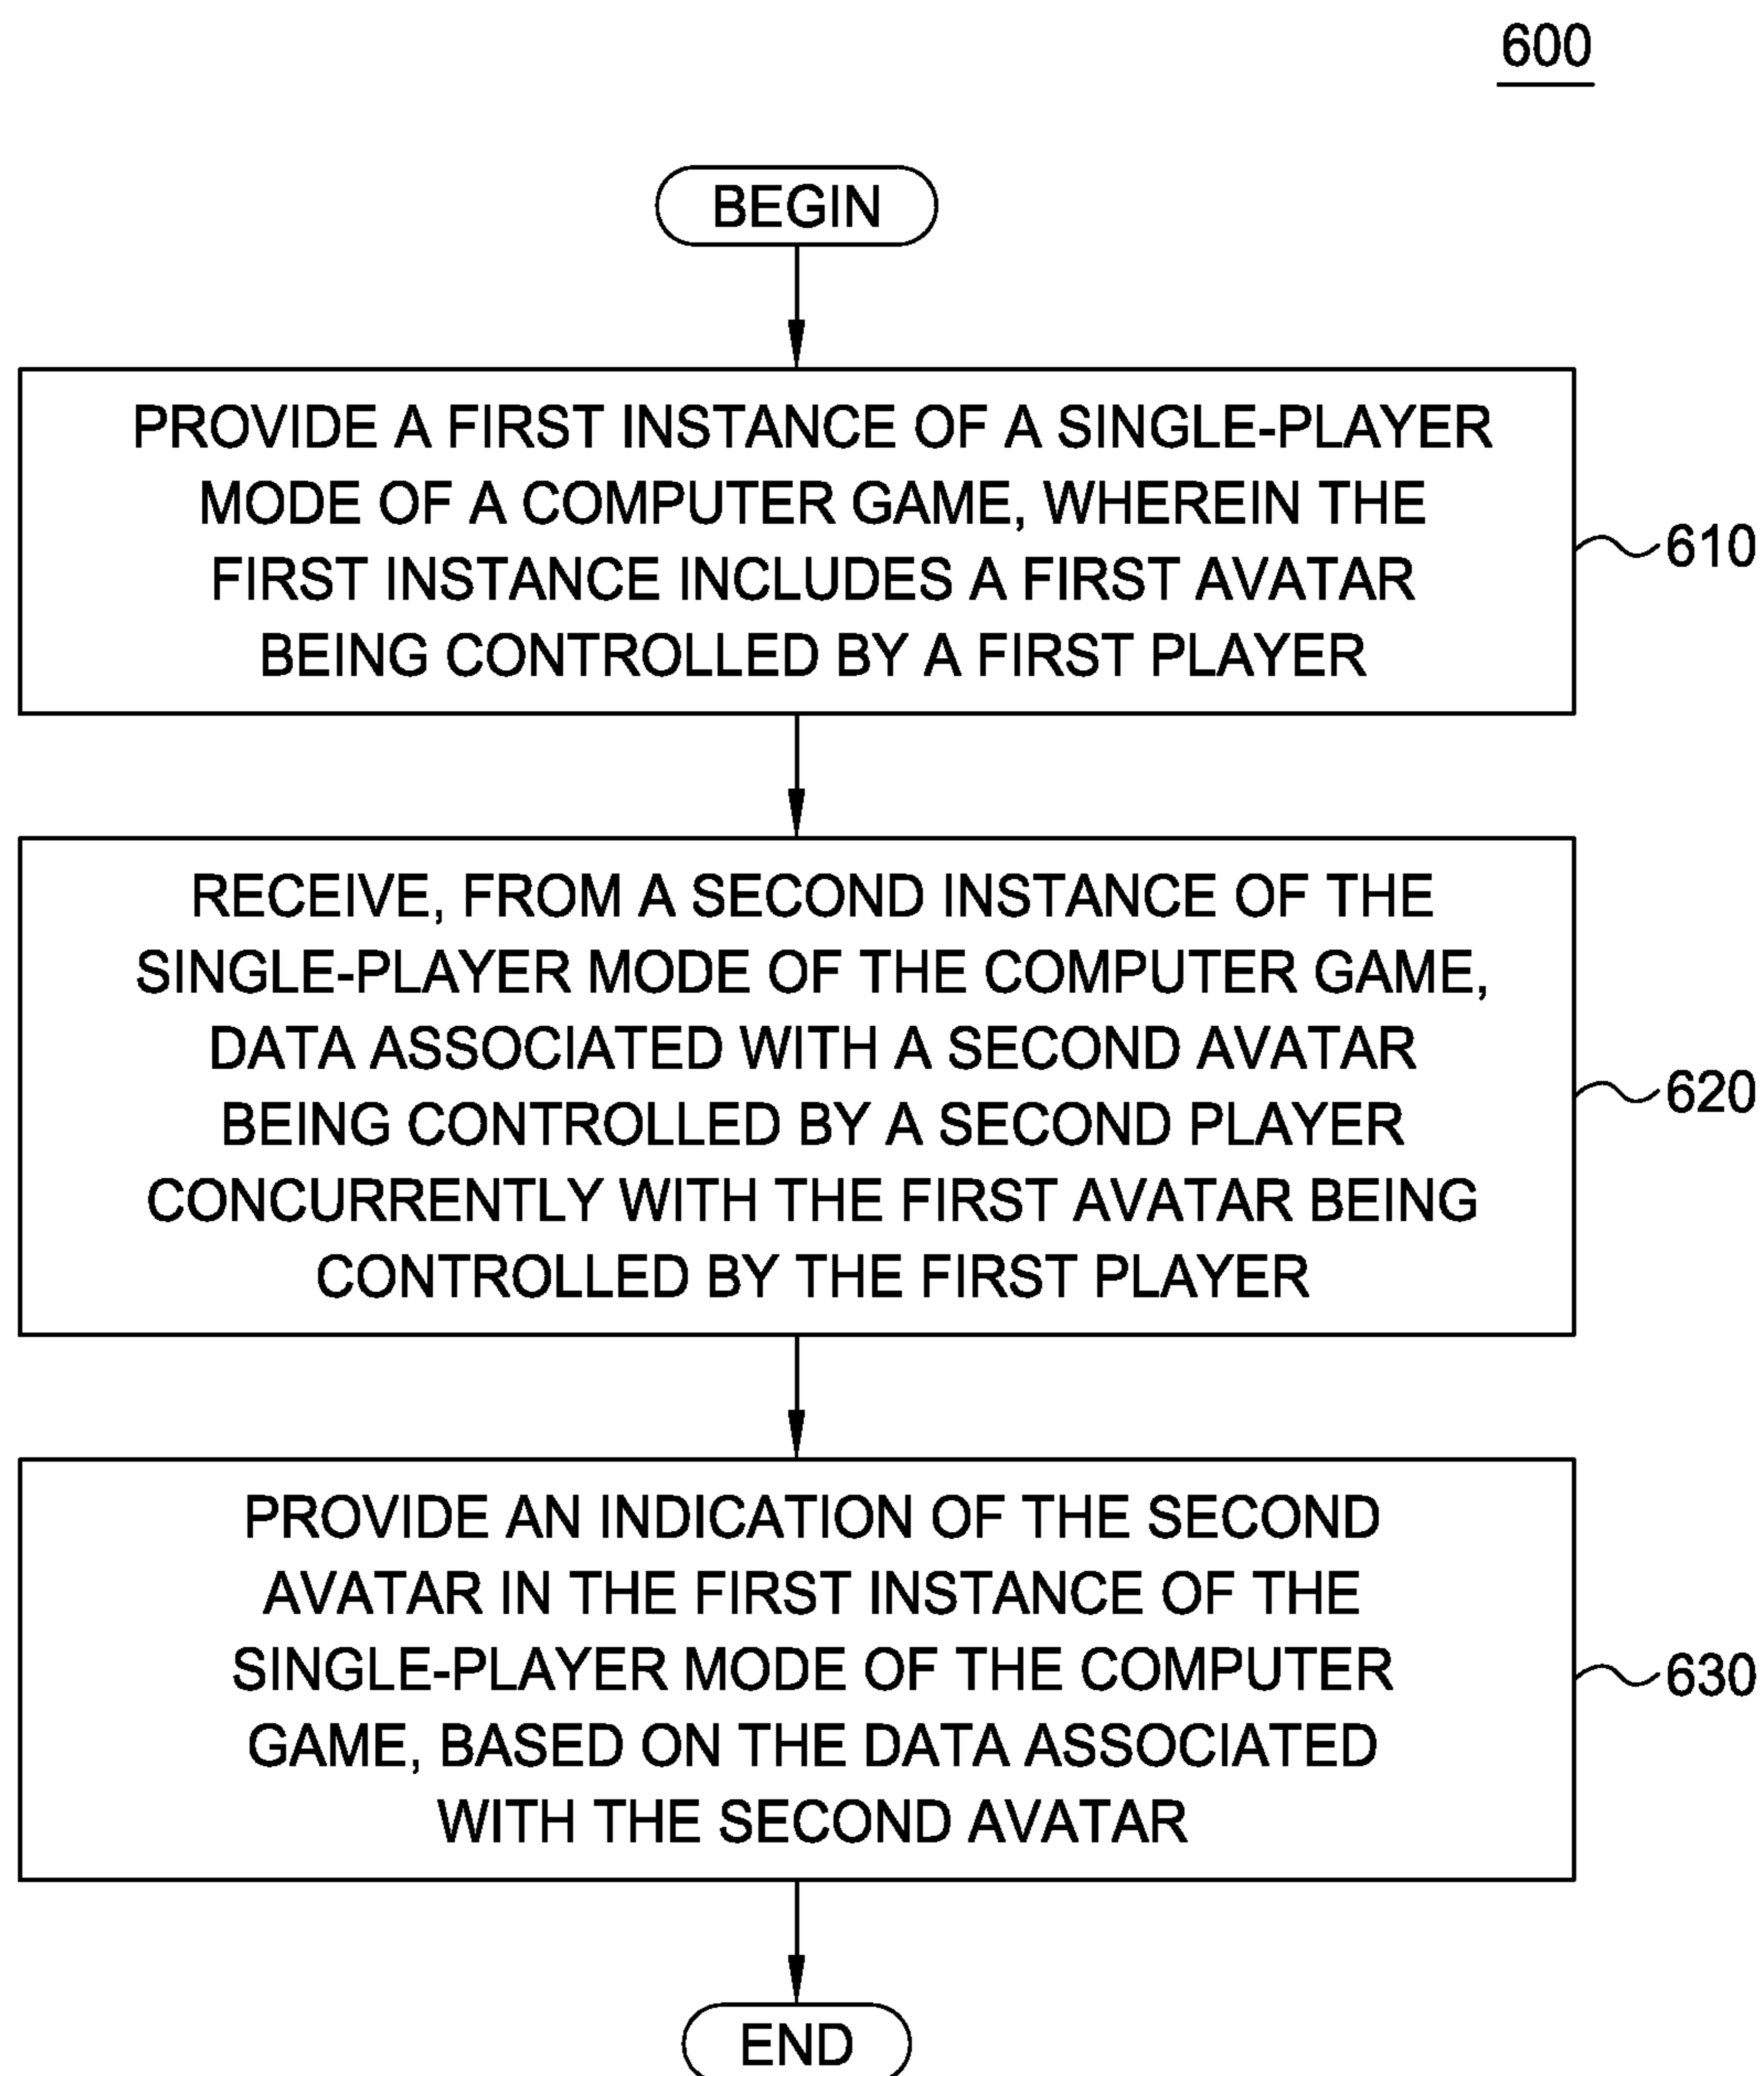 600
BEGIN
PROVIDE A FIRST INSTANCE OF A SINGLE-PLAYER
MODE OF A COMPUTER GAME, WHEREIN THE
FIRST INSTANCE INCLUDES A FIRST AVATAR
BEING CONTROLLED BY A FIRST PLAYER
610
RECEIVE, FROM A SECOND INSTANCE OF THE
SINGLE-PLAYER MODE OF THE COMPUTER GAME,
DATA ASSOCIATED WITH A SECOND AVATAR
BEING CONTROLLED BY A SECOND PLAYER
CONCURRENTLY WITH THE FIRST AVATAR BEING
CONTROLLED BY THE FIRST PLAYER
620
PROVIDE AN INDICATION OF THE SECOND
AVATAR IN THE FIRST INSTANCE OF THE
SINGLE-PLAYER MODE OF THE COMPUTER
GAME, BASED ON THE DATA ASSOCIATED
WITH THE SECOND AVATAR
630
END